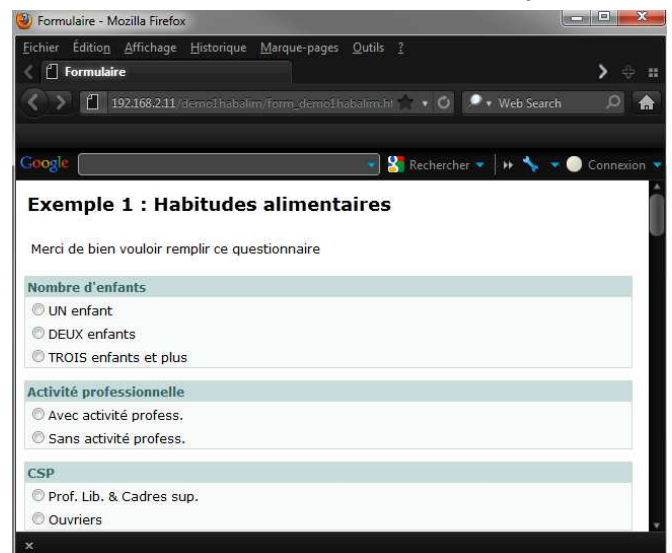 Formulaire - Mozilla Firefox
Fichier Édition Affichage Historique Marque-pages Outils ?
Formulaire
192.168.2.11/demo1habalim/form_demo1habalim.ht Web Search
Google Rechercher Connexion
Exemple 1 : Habitudes alimentaires
Merci de bien vouloir remplir ce questionnaire
Nombre d'enfants
UN enfant
DEUX enfants
TROIS enfants et plus
Activité professionnelle
Avec activité profess.
Sans activité profess.
CSP
Prof. Lib. & Cadres sup.
Ouvriers